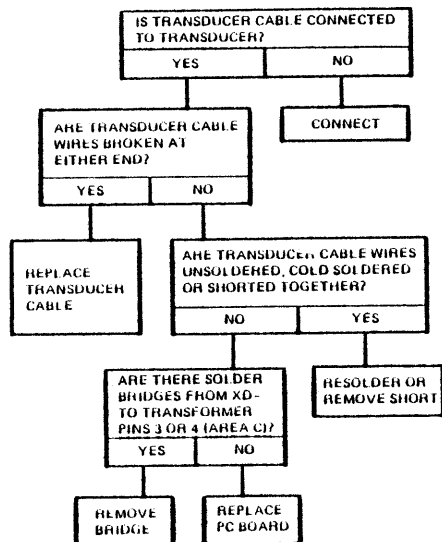 IS TRANSDUCER CABLE CONNECTED
TO TRANSDUCER?
YES
NO
ARE TRANSDUCER CABLE
WIRES BROKEN AT
EITHER END?
CONNECT
YES
NO
REPLACE
TRANSDUCER
CABLE
ARE TRANSDUCER CABLE WIRES
UNSOLDERED, COLD SOLDERED
OR SHORTED TOGETHER?
NO
YES
ARE THERE SOLDER
BRIDGES FROM XD-
TO TRANSFORMER
PINS 3 OR 4 (AREA C)?
RESOLDER OR
REMOVE SHORT
YES
NO
REMOVE
BRIDGE
REPLACE
PC BOARD